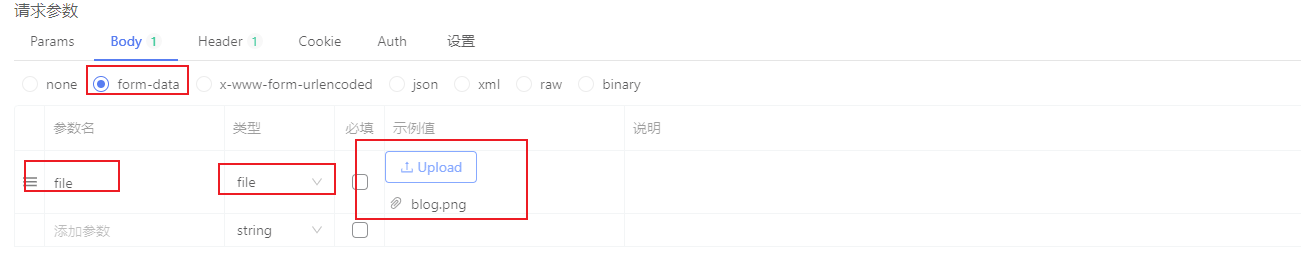 请求参数
Params Body 1 Header 1 Cookie Auth 设置
none form-data x-www-form-urlencoded json xml raw binary
参数名 类型 必填 示例值 说明
Upload
file file
blog.png
添加参数 string